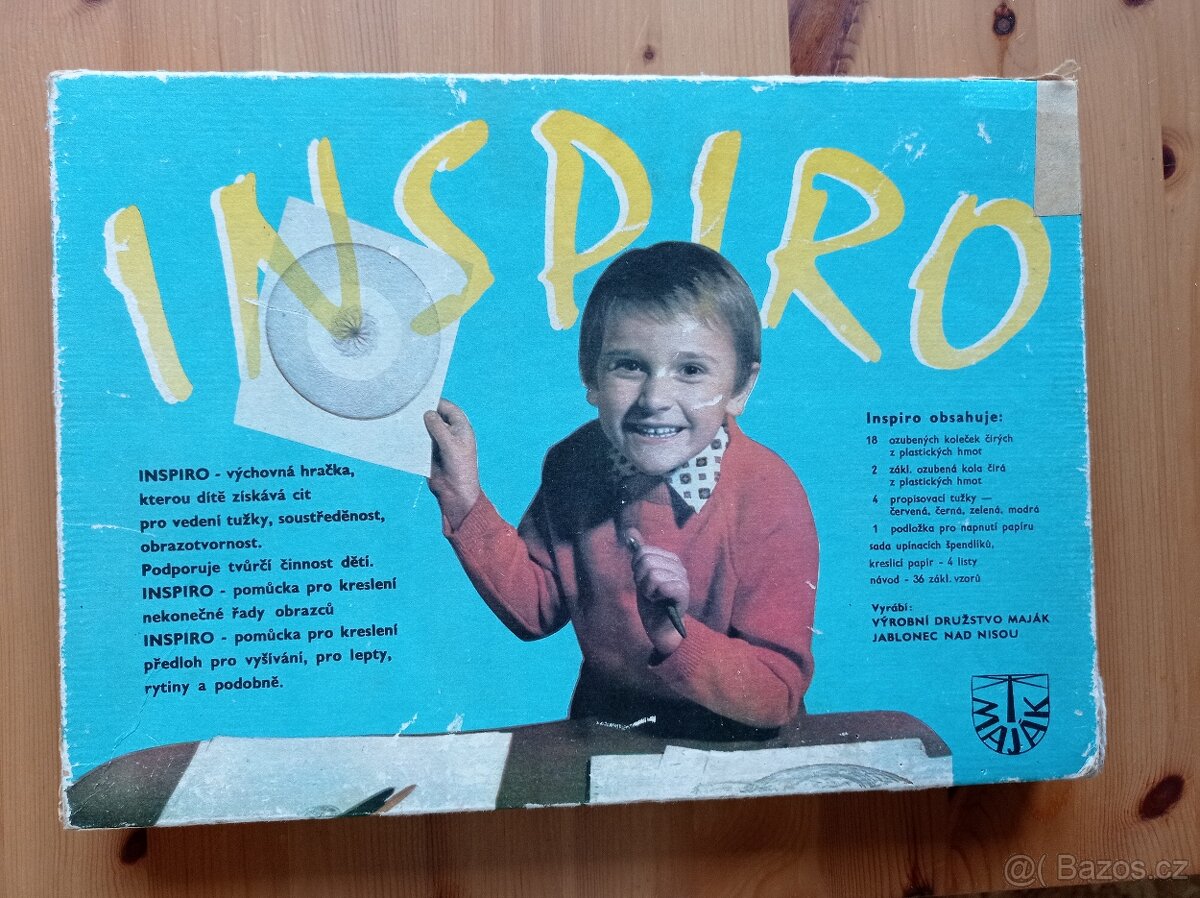 INSPIRO
INSPIRO - výchovná hračka,
kterou dítě získává cit
pro vedení tužky, soustředěnost,
obrazotvornost.
Podporuje tvůrčí činnost dětí.
INSPIRO - pomůcka pro kreslení
nekonečné řady obrazců
INSPIRO - pomůcka pro kreslení
předloh pro vyšívání, pro lepty,
rytiny a podobně.
Inspiro obsahuje:
18 ozubených koleček čirých
z plastických hmot
2 zákl. ozubená kola čirá
z plastických hmot
4 propisovací tužky —
červená, černá, zelená, modrá
1 podložka pro napnutí papíru
sada upínacích špendlíků,
kreslicí papír - 4 listy
návod - 36 zákl. vzorů
Vyrábí:
VÝROBNÍ DRUŽSTVO MAJÁK
JABLONEC NAD NISOU
MAJÁK
@( Bazos.cz